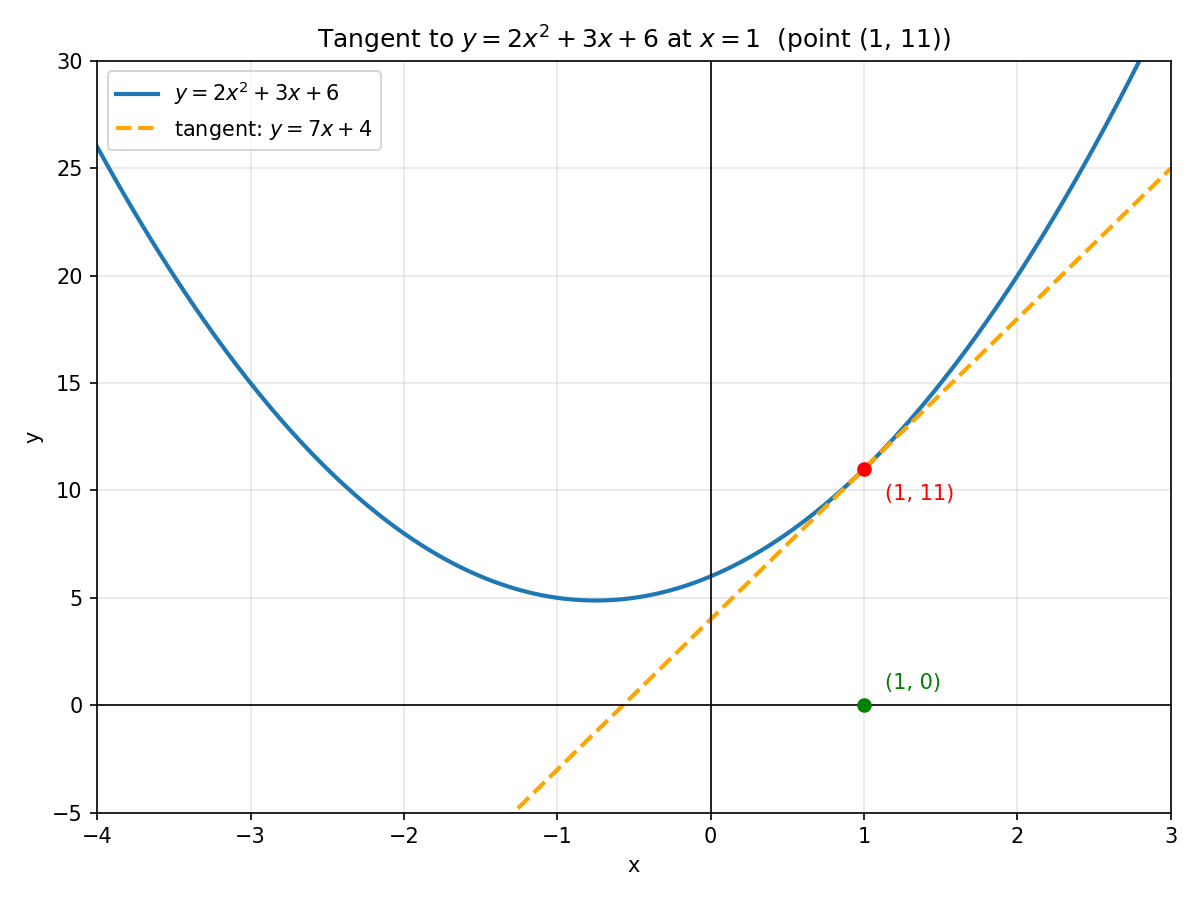 Tangent to y = 2x² + 3x + 6 at x = 1 (point (1, 11))
y = 2x² + 3x + 6
tangent: y = 7x + 4
30
25
20
15
10
5
0
−5
y
(1, 11)
(1, 0)
−4 −3 −2 −1 0 1 2 3
x